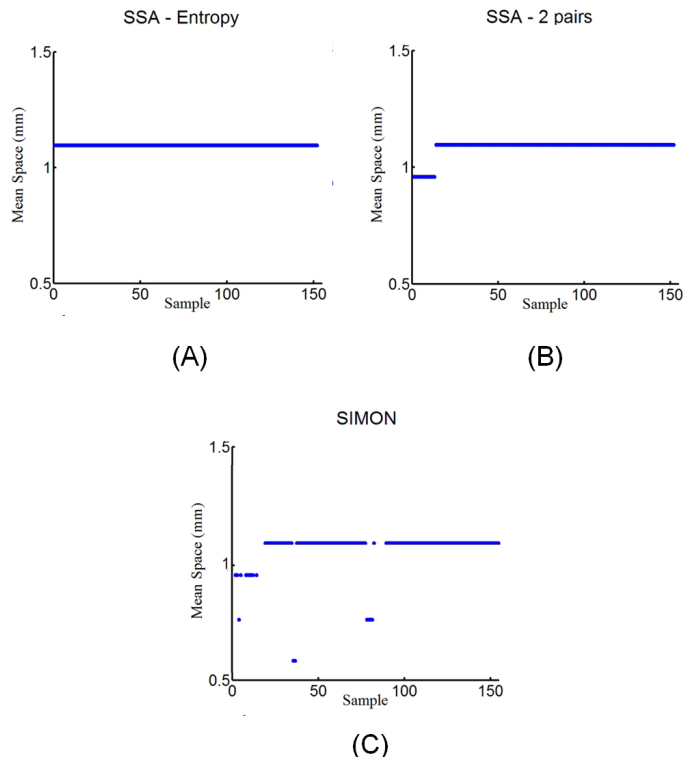 SSA - Entropy
1.5
1
0.5
Mean Space (mm)
0 50 100 150
Sample
(A)
SSA - 2 pairs
1.5
1
0.5
Mean Space (mm)
0 50 100 150
Sample
(B)
SIMON
1.5
1
0.5
Mean Space (mm)
0 50 100 150
Sample
(C)